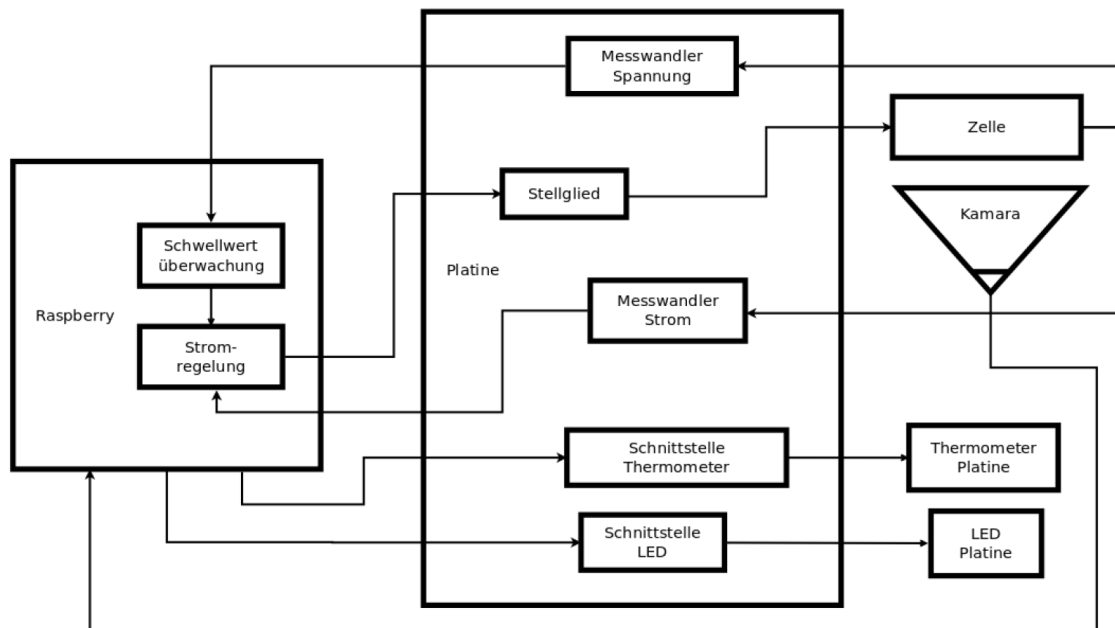 Messwandler
Spannung
Zelle
Stellglied
Kamara
Schwellwert
überwachung
Platine
Raspberry
Messwandler
Strom
Strom-
regelung
Schnittstelle
Thermometer
Thermometer
Platine
Schnittstelle
LED
LED
Platine